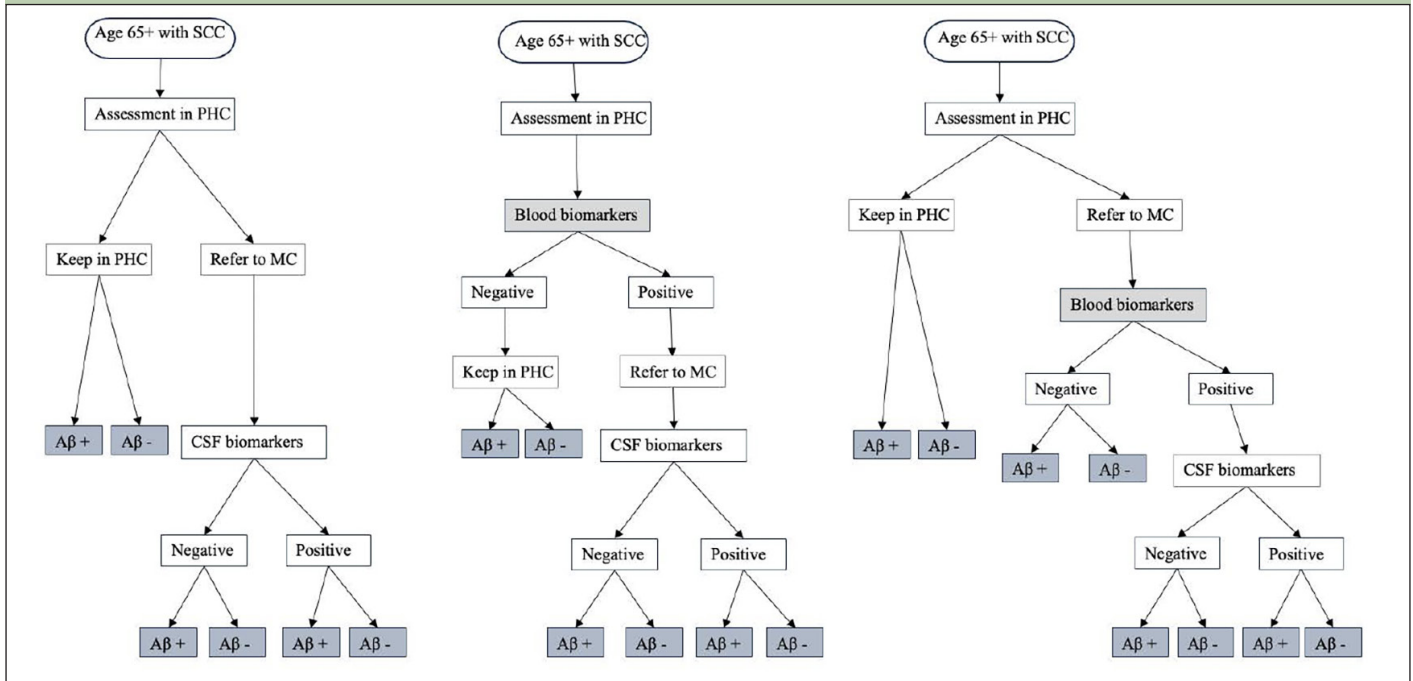 Age 65+ with SCC
Assessment in PHC
Keep in PHC
Refer to MC
Aβ +
Aβ -
CSF biomarkers
Negative
Positive
Aβ +
Aβ -
Aβ +
Aβ -
Age 65+ with SCC
Assessment in PHC
Blood biomarkers
Negative
Positive
Keep in PHC
Refer to MC
Aβ +
Aβ -
CSF biomarkers
Negative
Positive
Aβ +
Aβ -
Aβ +
Aβ -
Age 65+ with SCC
Assessment in PHC
Keep in PHC
Refer to MC
Blood biomarkers
Negative
Positive
Aβ +
Aβ -
Aβ +
Aβ -
CSF biomarkers
Negative
Positive
Aβ +
Aβ -
Aβ +
Aβ -